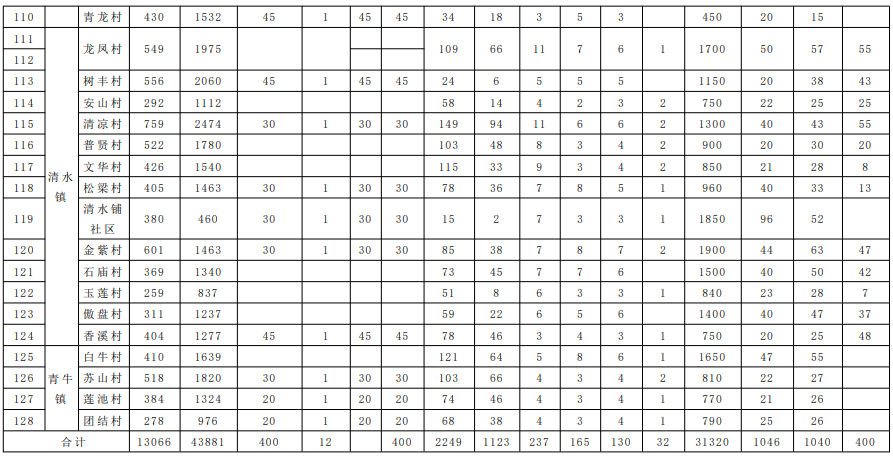 110 青龙村 430 1532 45 1 45 45 34 18 3 5 3 450 20 15
111
112 龙凤村 549 1975 109 66 11 7 6 1 1700 50 57 55
113 树丰村 556 2060 45 1 45 45 24 6 5 5 5 1150 20 38 43
114 安山村 292 1112 58 14 4 2 3 2 750 22 25 25
115 清凉村 759 2474 30 1 30 30 149 94 11 6 6 2 1300 40 43 55
116 普贤村 522 1780 103 48 8 3 4 2 900 20 30 20
117 文华村 426 1540 115 33 9 3 4 2 850 21 28 8
清水镇
118 松梁村 405 1463 30 1 30 30 78 36 7 8 5 1 960 40 33 13
119 清水铺社区 380 460 30 1 30 30 15 2 7 3 3 1 1850 96 52
120 金紫村 601 1463 30 1 30 30 85 38 7 8 7 2 1900 44 63 47
121 石庙村 369 1340 73 45 7 7 6 1500 40 50 42
122 玉莲村 259 837 51 8 6 3 3 1 840 23 28 7
123 傲盘村 311 1237 59 22 6 5 6 1400 40 47 37
124 香溪村 404 1277 45 1 45 45 78 46 3 4 3 1 750 20 25 48
125 白牛村 410 1639 121 64 5 8 6 1 1650 47 55
青牛镇
126 苏山村 518 1820 30 1 30 30 103 66 4 3 4 2 810 22 27
127 莲池村 384 1324 20 1 20 20 74 46 4 3 4 1 770 21 26
128 团结村 278 976 20 1 20 20 68 38 4 3 4 1 790 25 26
合计 13066 43881 400 12 400 2249 1123 237 165 130 32 31320 1046 1040 400